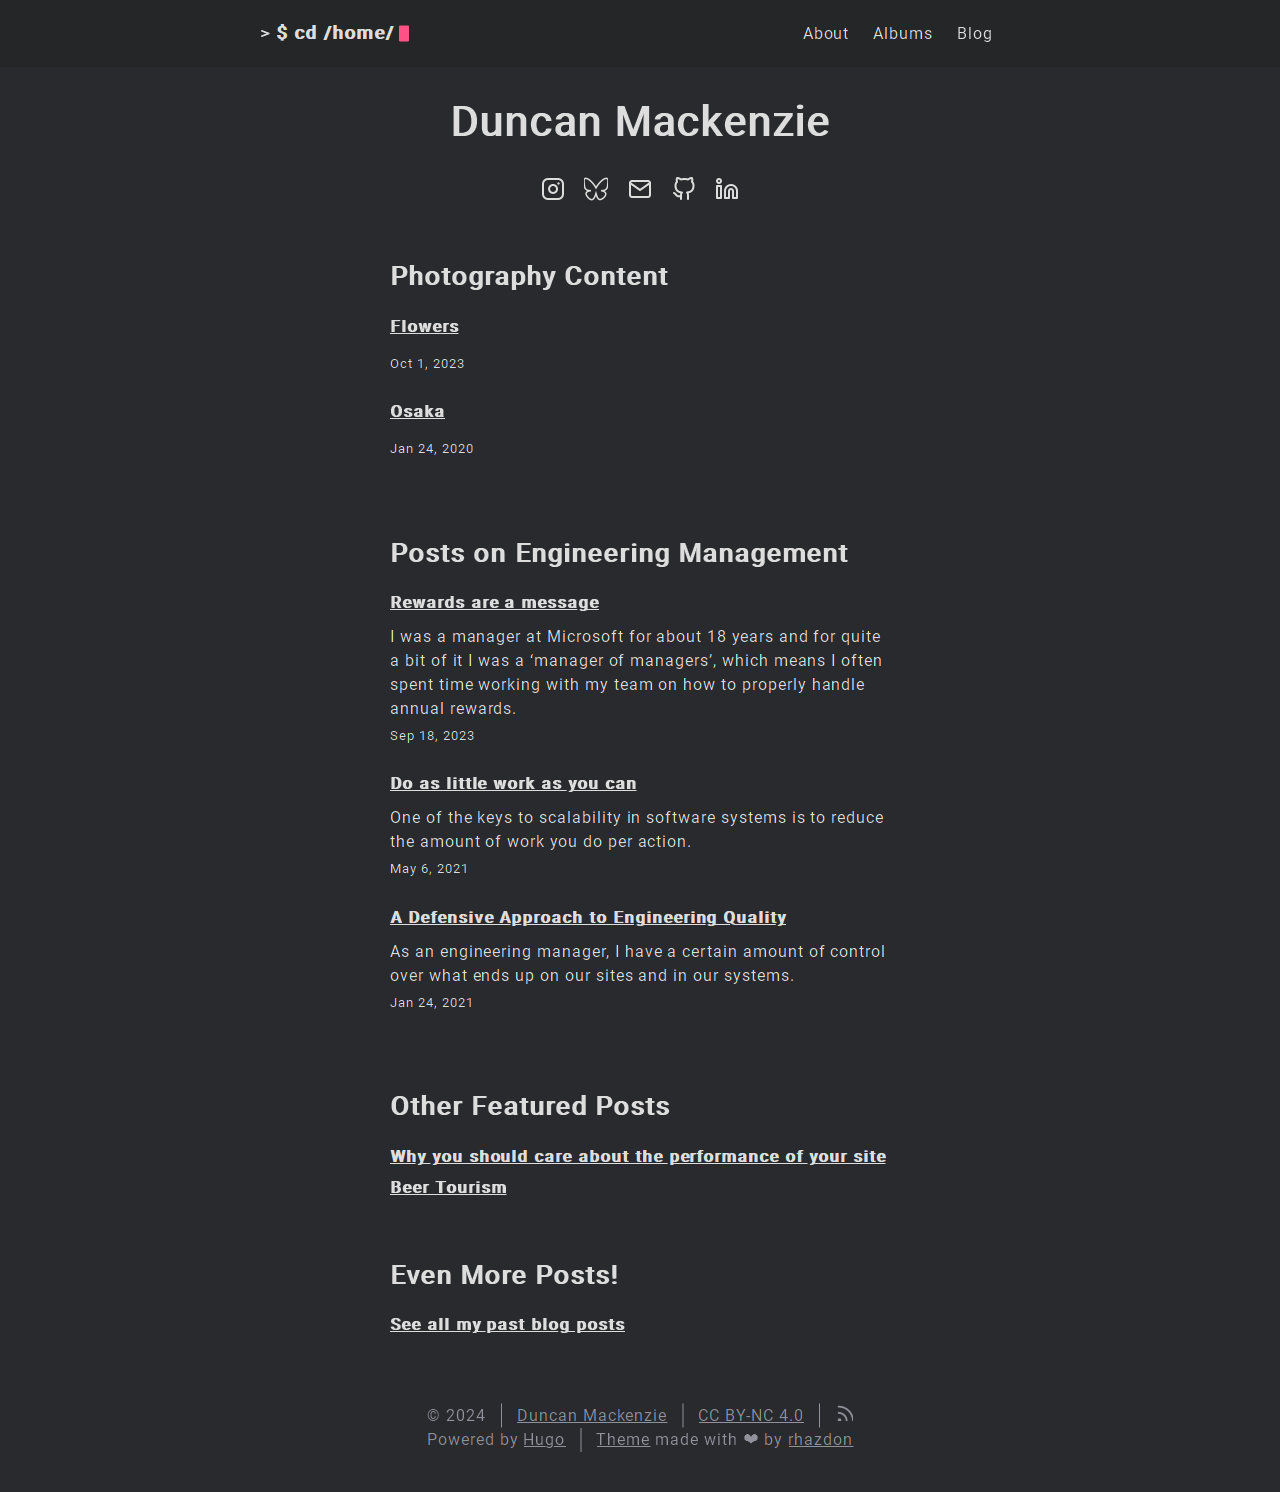 > $ cd /home/
About Albums Blog
Duncan Mackenzie
Photography Content
Flowers
Oct 1, 2023
Osaka
Jan 24, 2020
Posts on Engineering Management
Rewards are a message
I was a manager at Microsoft for about 18 years and for quite
a bit of it I was a ‘manager of managers’, which means I often
spent time working with my team on how to properly handle
annual rewards.
Sep 18, 2023
Do as little work as you can
One of the keys to scalability in software systems is to reduce
the amount of work you do per action.
May 6, 2021
A Defensive Approach to Engineering Quality
As an engineering manager, I have a certain amount of control
over what ends up on our sites and in our systems.
Jan 24, 2021
Other Featured Posts
Why you should care about the performance of your site
Beer Tourism
Even More Posts!
See all my past blog posts
© 2024 Duncan Mackenzie CC BY-NC 4.0
Powered by Hugo Theme made with ❤ by rhazdon